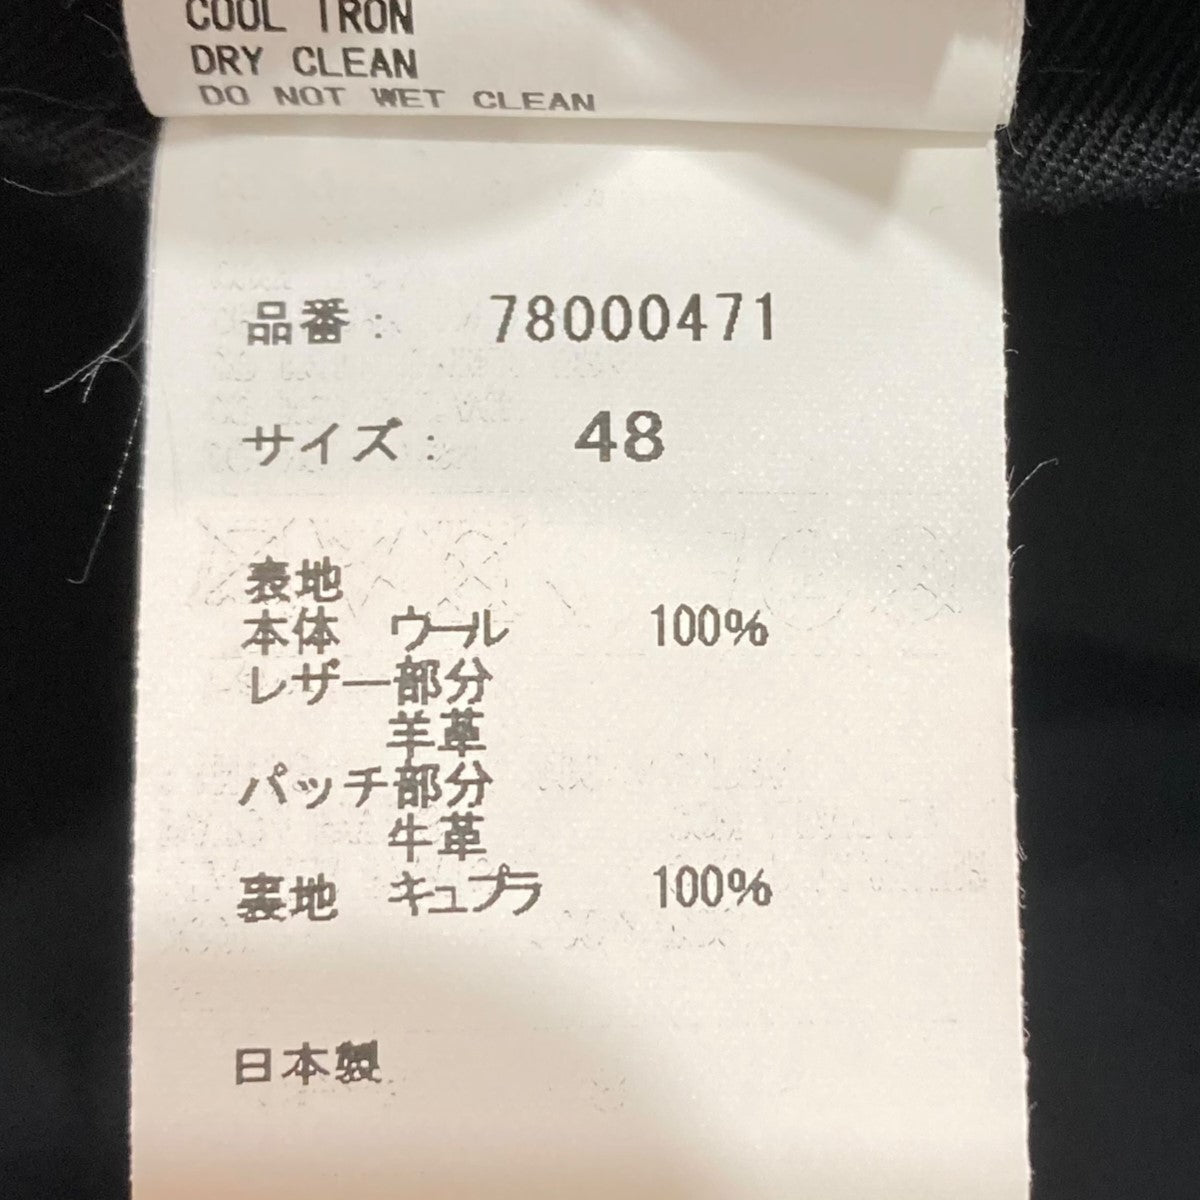 COOL IRON
DRY CLEAN
DO NOT WET CLEAN
品番： 78000471
サイズ： 48
表地
本体 ウール 100%
レザー部分
羊革
パッチ部分
牛革
裏地 キュプラ 100%
日本製